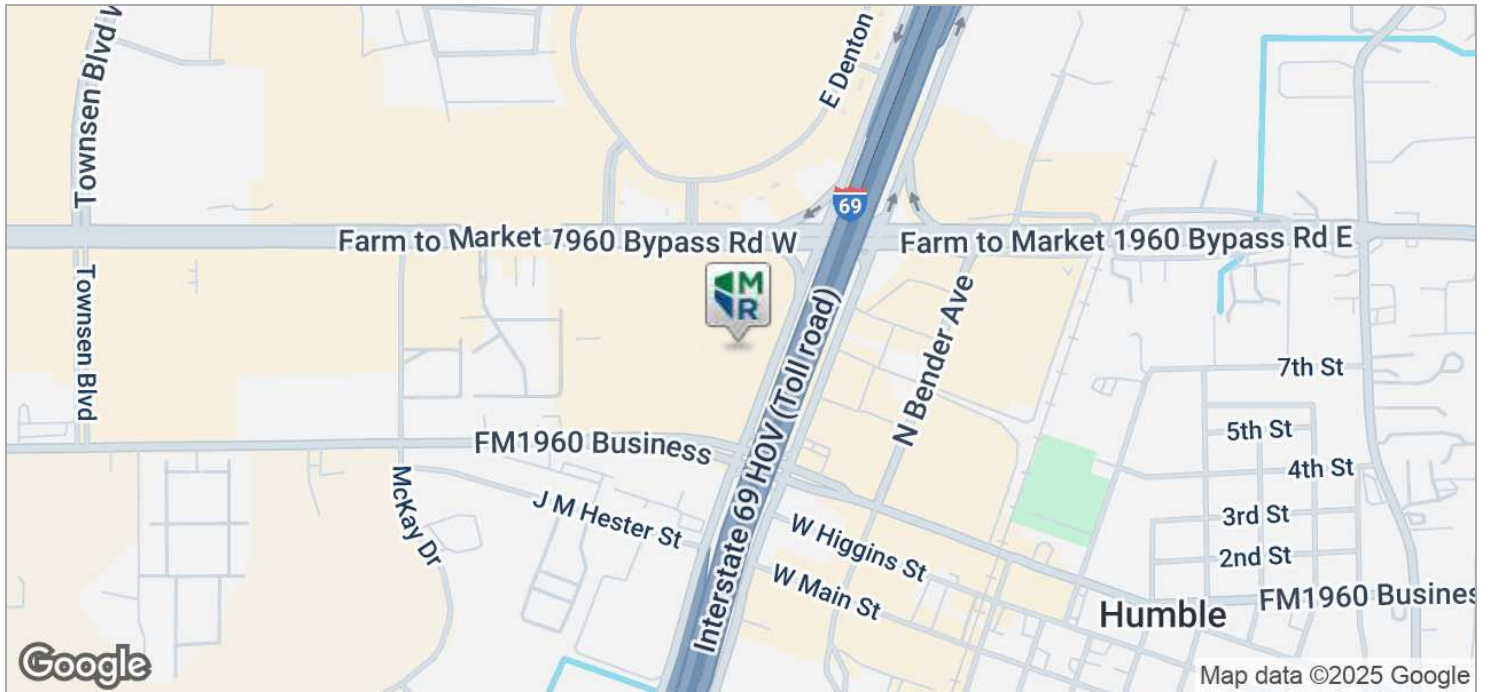 Townsen Blvd W
E Denton
69
Farm to Market 1960 Bypass Rd W
Farm to Market 1960 Bypass Rd E
M
R
Townsen Blvd
Interstate 69 HOV (Toll road)
N Bender Ave
7th St
5th St
4th St
FM1960 Business
McKay Dr
J M Hester St
3rd St
W Higgins St
2nd St
W Main St
Humble
FM1960 Busines
Google
Map data ©2025 Google